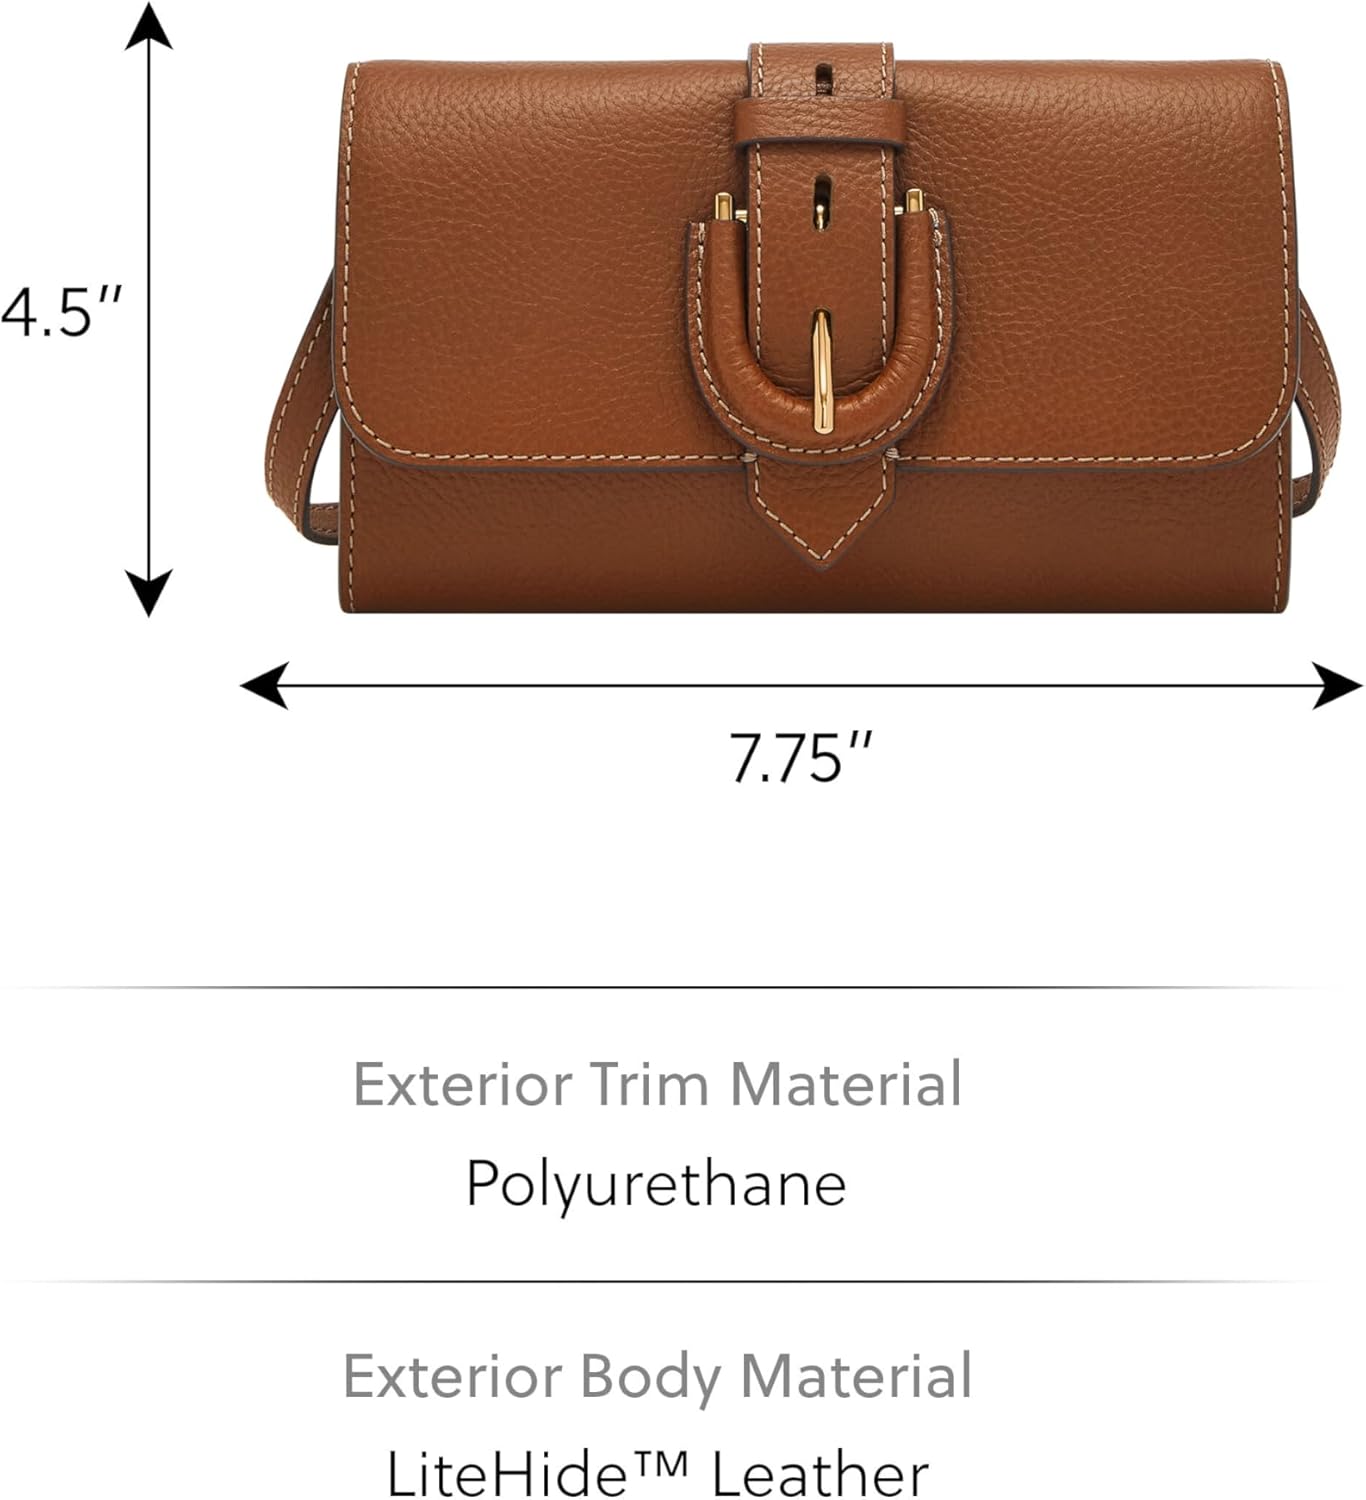 4.5"
7.75"
Exterior Trim Material
Polyurethane
Exterior Body Material
LiteHide™ Leather